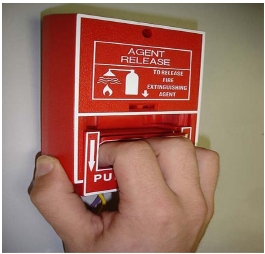 AGENT
RELEASE
TO RELEASE
FIRE
EXTINGUISHING
AGENT
PU